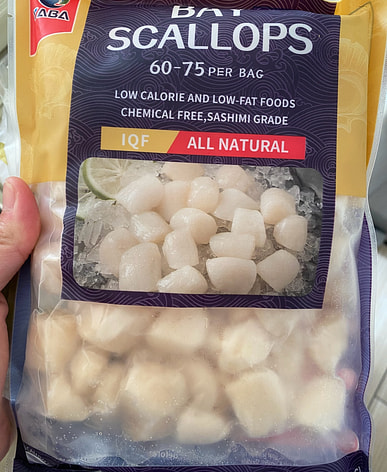 ABA
BAY
SCALLOPS
60-75 PER BAG
LOW CALORIE AND LOW-FAT FOODS
CHEMICAL FREE,SASHIMI GRADE
IQF
ALL NATURAL